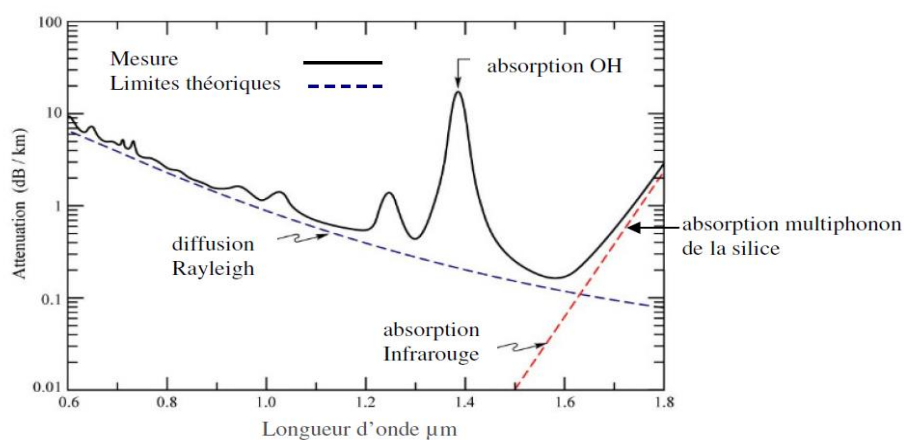 100
Mesure
absorption OH
Limites théoriques
10
Attenuation (dB / km)
1
absorption multiphonon
de la silice
diffusion
Rayleigh
0.1
absorption
Infrarouge
0.01
0.6 0.8 1.0 1.2 1.4 1.6 1.8
Longueur d'onde µm